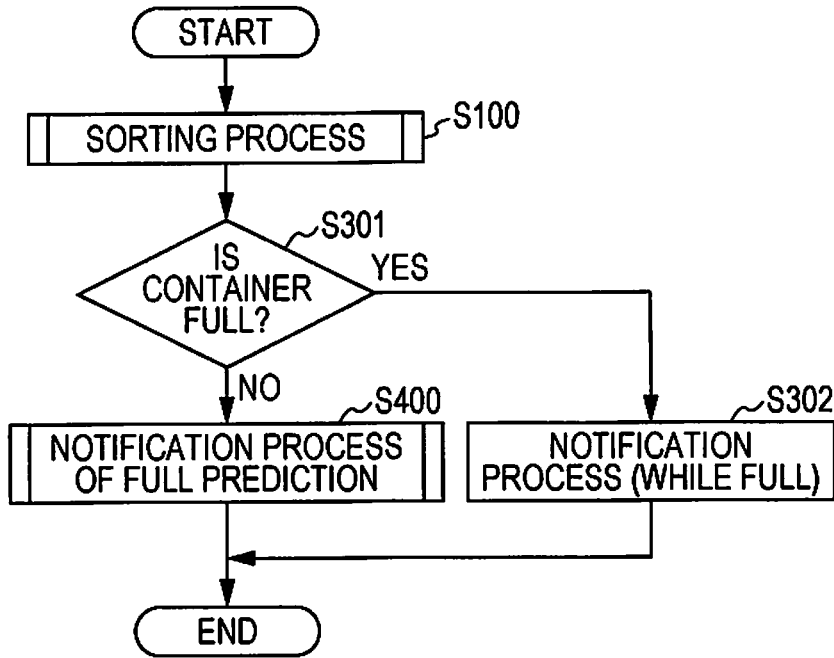 START
SORTING PROCESS
S100
S301
IS
CONTAINER
FULL?
YES
NO
S400
NOTIFICATION PROCESS
OF FULL PREDICTION
S302
NOTIFICATION
PROCESS (WHILE FULL)
END